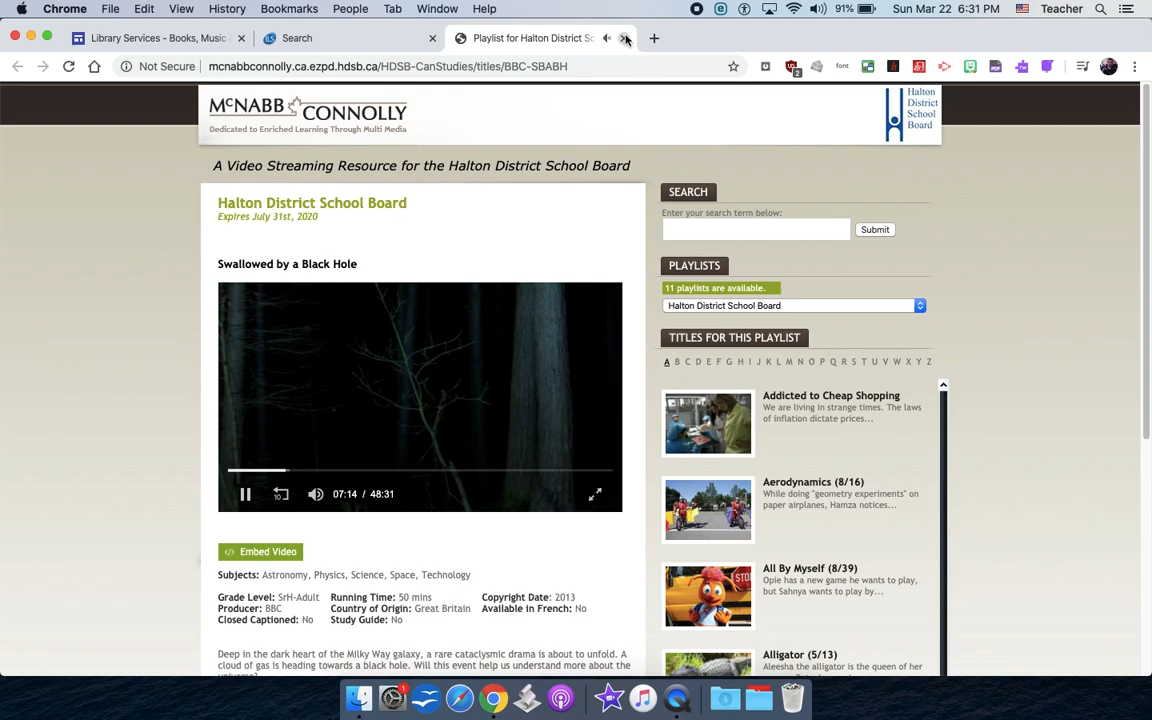 Chrome File Edit View History Bookmarks People Tab Window Help 91% Sun Mar 22 6:31 PM Teacher
Library Services - Books, Music Search Playlist for Halton District Sc
Not Secure mcnabbconnolly.ca.ezpd.hdsb.ca/HDSB-CanStudies/titles/BBC-SBABH 2 font
McNABB CONNOLLY
Dedicated to Enriched Learning Through Multi Media
Halton
District
School
Board
A Video Streaming Resource for the Halton District School Board
Halton District School Board
Expires July 31st, 2020
Swallowed by a Black Hole
10 07:14 / 48:31
</> Embed Video
Subjects: Astronomy, Physics, Science, Space, Technology
Grade Level: SrH-Adult Running Time: 50 mins Copyright Date: 2013
Producer: BBC Country of Origin: Great Britain Available in French: No
Closed Captioned: No Study Guide: No
Deep in the dark heart of the Milky Way galaxy, a rare cataclysmic drama is about to unfold. A
cloud of gas is heading towards a black hole. Will this event help us understand more about the
universe?
SEARCH
Enter your search term below:
Submit
PLAYLISTS
11 playlists are available.
Halton District School Board
TITLES FOR THIS PLAYLIST
A B C D E F G H I J K L M N O P Q R S T U V W X Y Z
Addicted to Cheap Shopping
We are living in strange times. The laws
of inflation dictate prices...
Aerodynamics (8/16)
While doing "geometry experiments" on
paper airplanes, Hamza notices...
All By Myself (8/39)
Opie has a new game he wants to play,
but Sahnya wants to play by...
STO
Alligator (5/13)
Aleesha the alligator is the queen of her
1